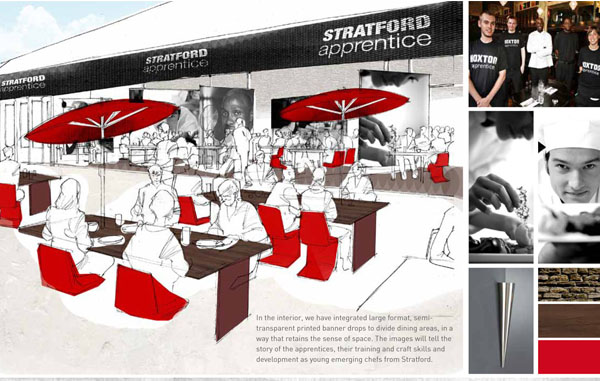 STRATFORD
apprentice
STRATFORD
apprentice
HOXTON
apprentice
HOXTON
apprentice
In the interior, we have integrated large format, semi-
transparent printed banner drops to divide dining areas, in a
way that retains the sense of space. The images will tell the
story of the apprentices, their training and craft skills and
development as young emerging chefs from Stratford.